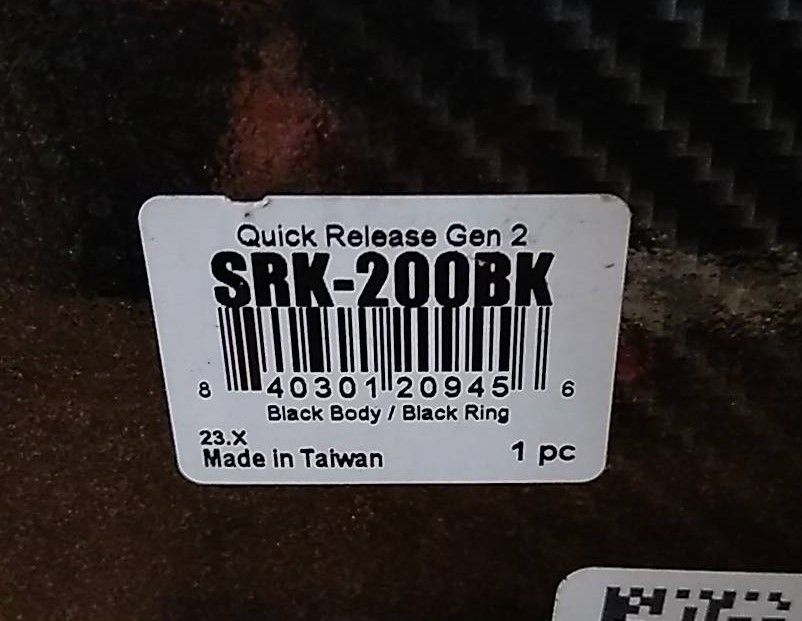 Quick Release Gen 2
SRK-200BK
8 40301 20945 6
Black Body / Black Ring
23.X
Made in Taiwan
1 pc